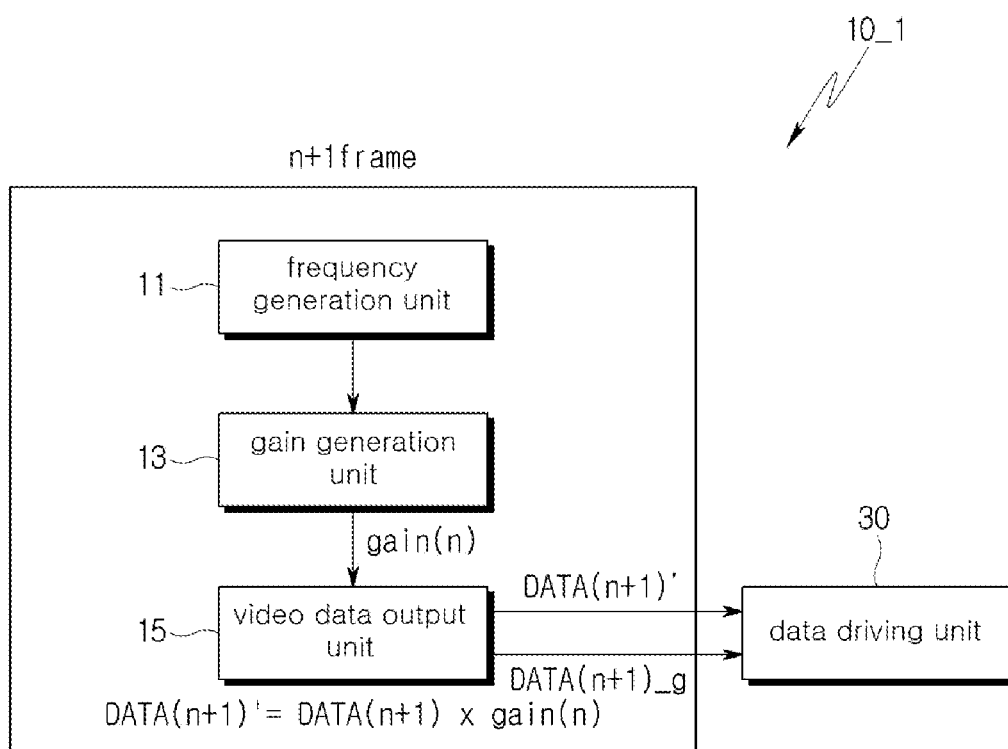 10_1
n+1frame
11
frequency
generation unit
13
gain generation
unit
gain(n)
30
DATA(n+1)'
15
video data output
unit
data driving unit
DATA(n+1)_g
DATA(n+1)'= DATA(n+1) x gain(n)